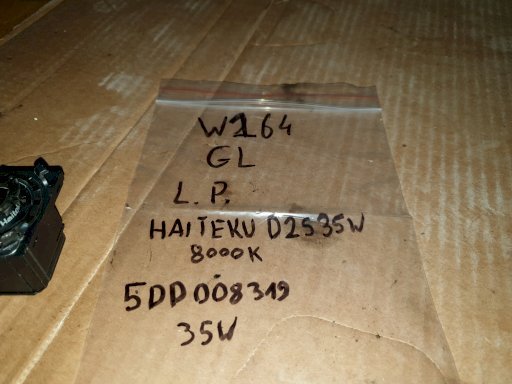 W164
GL
L.P.
HAITEKU D2S35W
8000K
5DD008319
35W